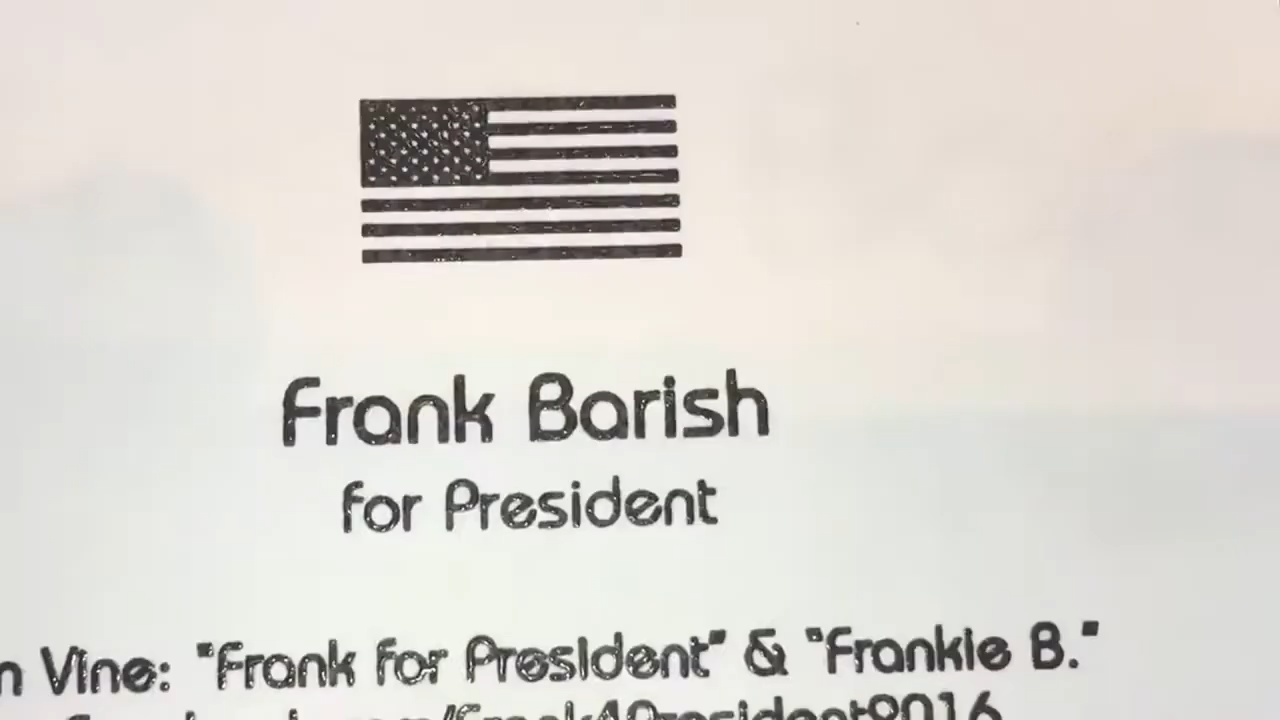 Frank Barish
for President
n Vine: "Frank for President" & "Frankie B."